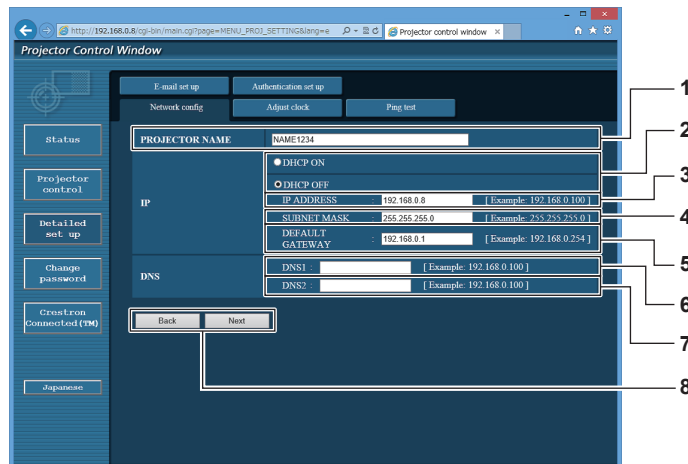 http://192.168.0.8/cgi-bin/main.cgi?page=MENU_PROJ_SETTING&lang=e
Projector control window
Projector Control Window
E-mail set up
Authentication set up
Network config
Adjust clock
Ping test
Status
Projector control
Detailed set up
Change password
Crestron Connected(TM)
Japanese
PROJECTOR NAME NAME1234
IP
DHCP ON
DHCP OFF
IP ADDRESS : 192.168.0.8 [ Example: 192.168.0.100 ]
SUBNET MASK : 255.255.255.0 [ Example: 255.255.255.0 ]
DEFAULT GATEWAY : 192.168.0.1 [ Example: 192.168.0.254 ]
DNS
DNS1 : [ Example: 192.168.0.100 ]
DNS2 : [ Example: 192.168.0.100 ]
Back Next
1
2
3
4
5
6
7
8